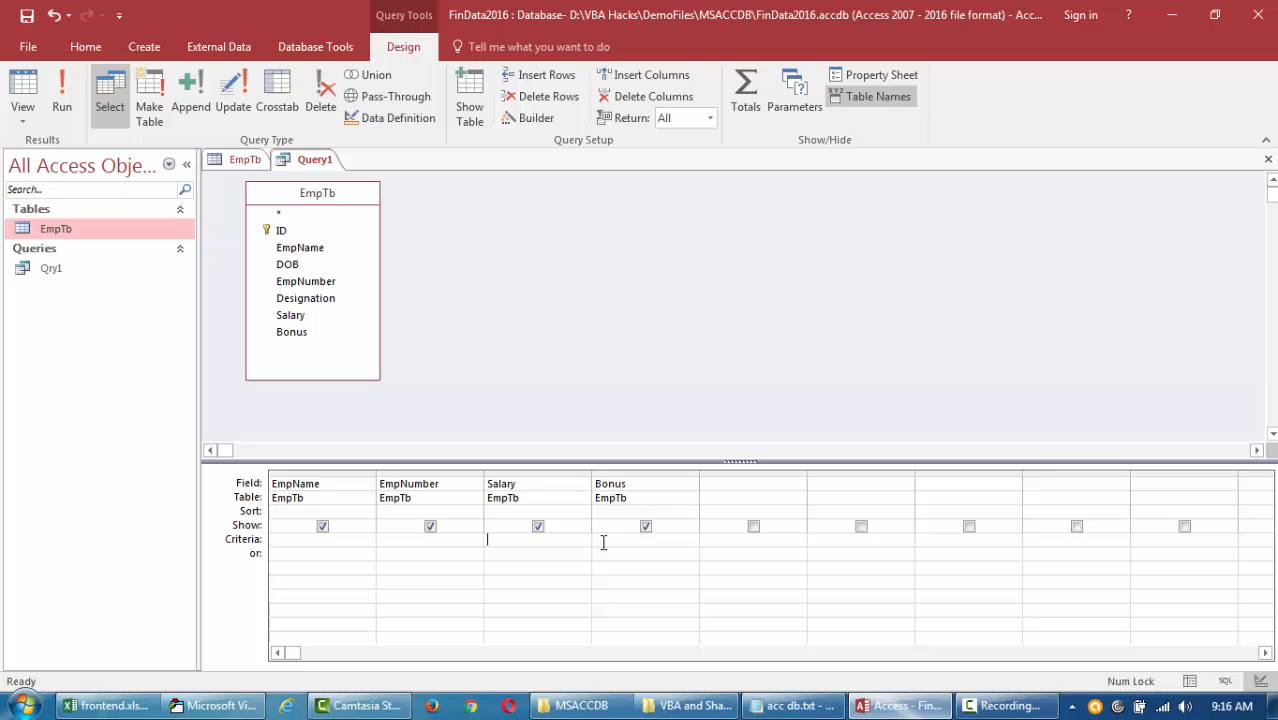 Query Tools
FinData2016 : Database- D:\VBA Hacks\DemoFiles\MSACCDB\FinData2016.accdb (Access 2007 - 2016 file format) - Acc...
Sign in
?
File
Home
Create
External Data
Database Tools
Design
Tell me what you want to do
View
Run
Select
Make Table
Append
Update
Crosstab
Delete
Union
Pass-Through
Data Definition
Show Table
Insert Rows
Delete Rows
Builder
Insert Columns
Delete Columns
Return: All
Totals
Parameters
Property Sheet
XYZ Table Names
Results
Query Type
Query Setup
Show/Hide
All Access Obje...
Search...
Tables
EmpTb
Queries
Qry1
EmpTb
Query1
EmpTb
*
ID
EmpName
DOB
EmpNumber
Designation
Salary
Bonus
Field: EmpName EmpNumber Salary Bonus
Table: EmpTb EmpTb EmpTb EmpTb
Sort:
Show:
Criteria:
or:
Ready
Num Lock
SQL
frontend.xls...
Microsoft Vi...
Camtasia St...
MSACCDB
VBA and Sha...
acc db.txt - ...
Access - Fin...
Recording...
9:16 AM